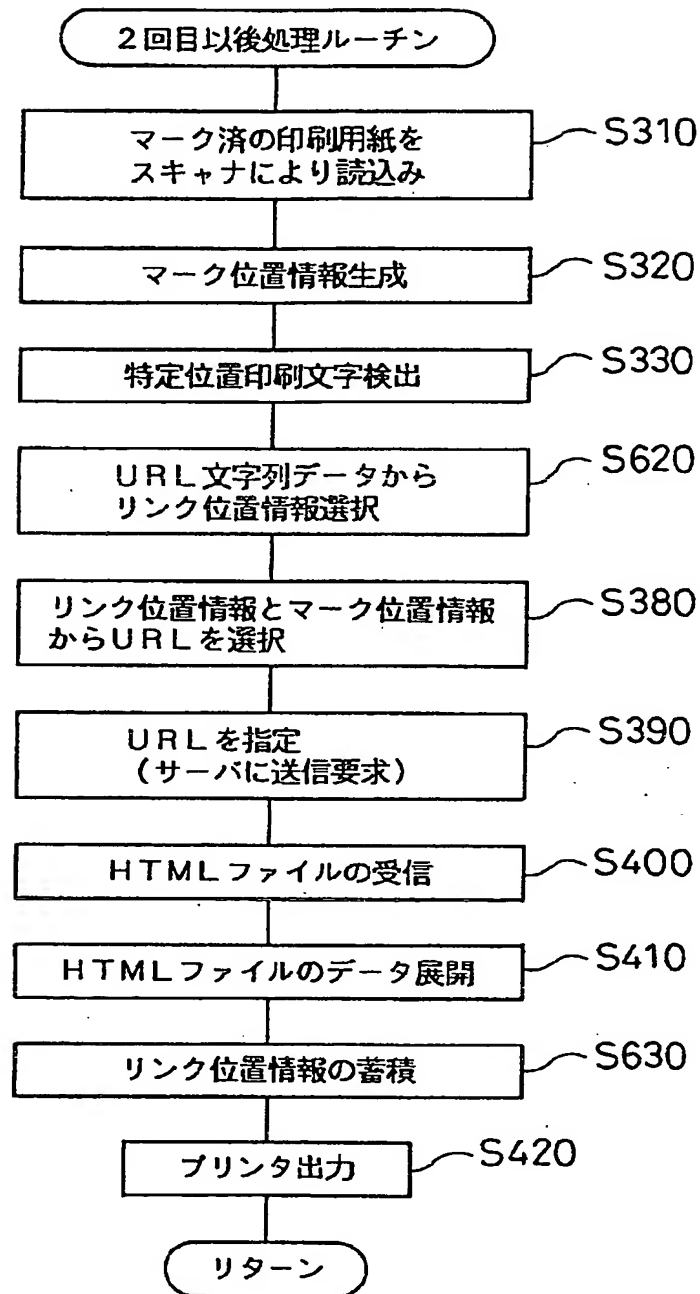 2回目以後処理ルーチン
マーク済の印刷用紙を
スキャナにより読込み
S310
マーク位置情報生成
S320
特定位置印刷文字検出
S330
URL文字列データから
リンク位置情報選択
S620
リンク位置情報とマーク位置情報
からURLを選択
S380
URLを指定
(サーバに送信要求)
S390
HTMLファイルの受信
S400
HTMLファイルのデータ展開
S410
リンク位置情報の蓄積
S630
プリンタ出力
S420
リターン